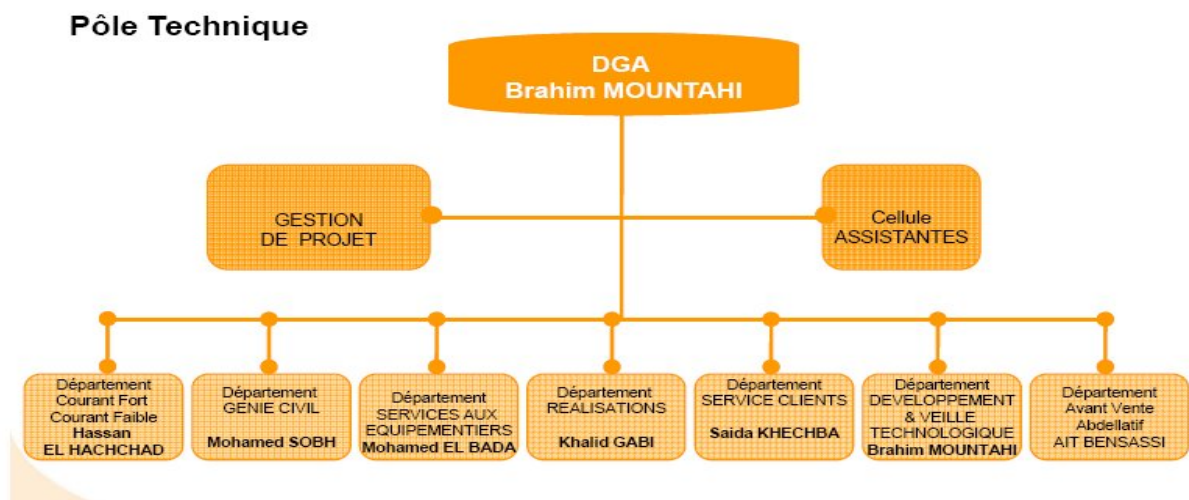 Pôle Technique
DGA
Brahim MOUNTAHI
GESTION
DE PROJET
Cellule
ASSISTANTES
Département
Courant Fort
Courant Faible
Hassan
EL HACHCHAD
Département
GENIE CIVIL
Mohamed SOBH
Département
SERVICES AUX
EQUIPEMENTIERS
Mohamed EL BADA
Département
REALISATIONS
Khalid GABI
Département
SERVICE CLIENTS
Saida KHECHBA
Département
DEVELOPPEMENT
& VEILLE
TECHNOLOGIQUE
Brahim MOUNTAHI
Département
Avant Vente
Abdellatif
AIT BENSASSI